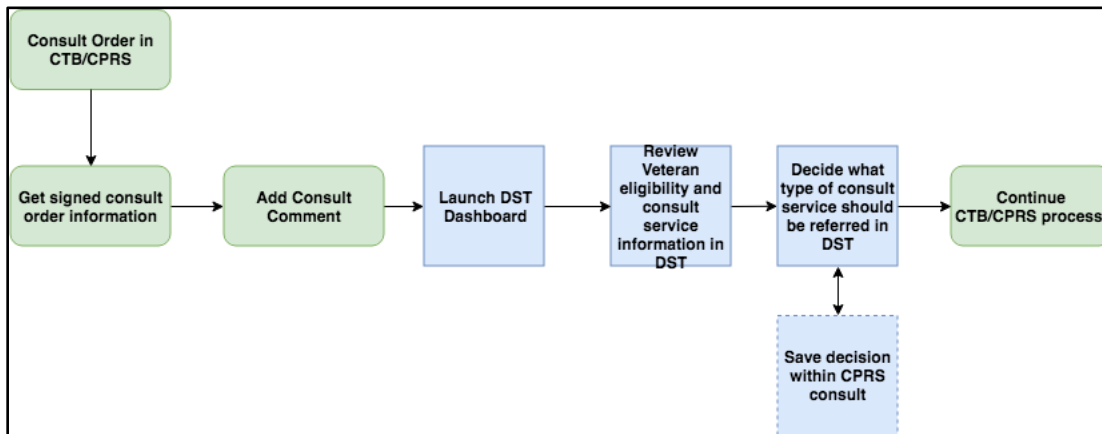 Consult Order in
CTB/CPRS
Get signed consult
order information
Add Consult
Comment
Launch DST
Dashboard
Review
Veteran
eligibility and
consult
service
information in
DST
Decide what
type of consult
service should
be referred in
DST
Continue
CTB/CPRS process
Save decision
within CPRS
consult